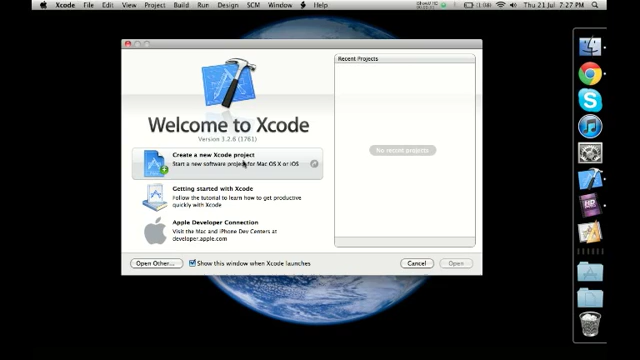 Xcode File Edit View Project Build Run Design SCM Window Help Thu 21 Jul 7:27 PM
Welcome to Xcode
Version 3.2.6 (1761)
Create a new Xcode project
Start a new software project for Mac OS X or iOS
Getting started with Xcode
Follow the tutorial to learn how to get productive
quickly with Xcode
Apple Developer Connection
Visit the Mac and iPhone Dev Centers at
developer.apple.com
Recent Projects
No recent projects
Open Other...
Show this window when Xcode launches
Cancel
Open
HD